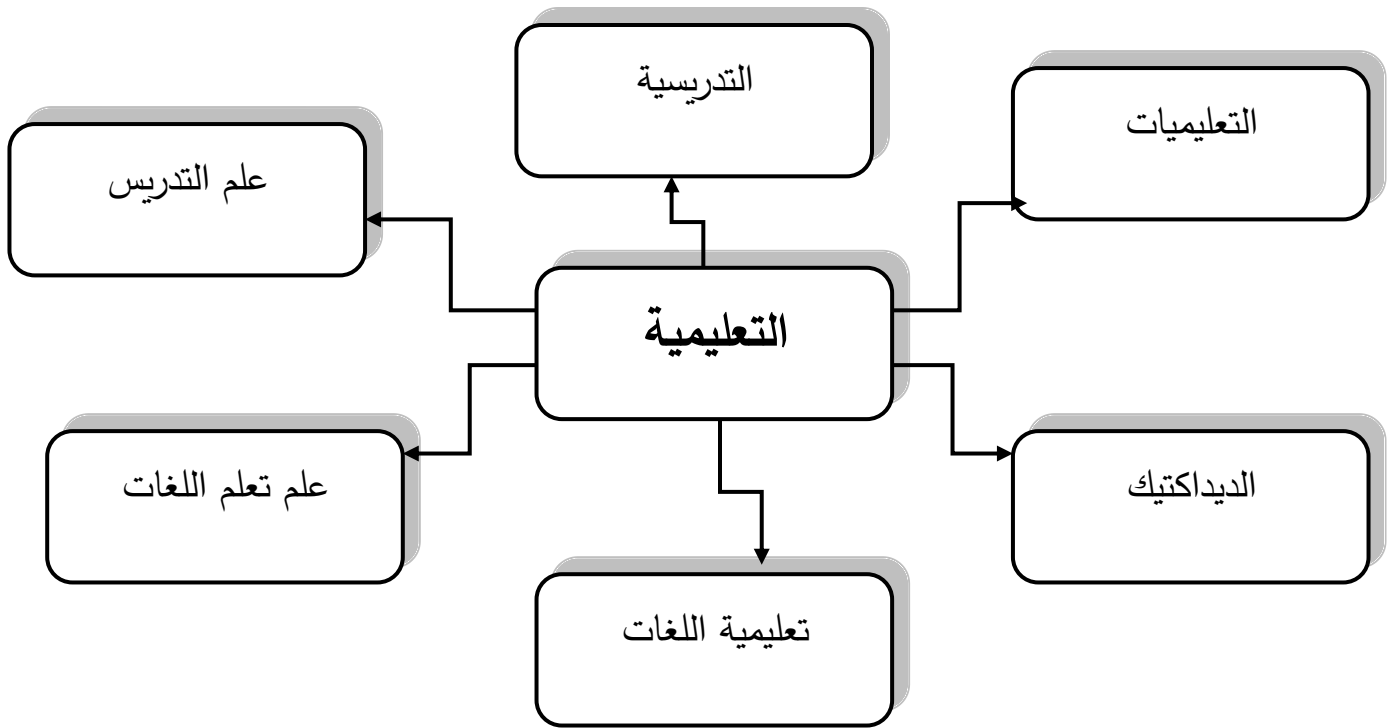 التدريسية
التعليميات
علم التدريس
التعليمية
علم تعلم اللغات
الديداكتيك
تعليمية اللغات